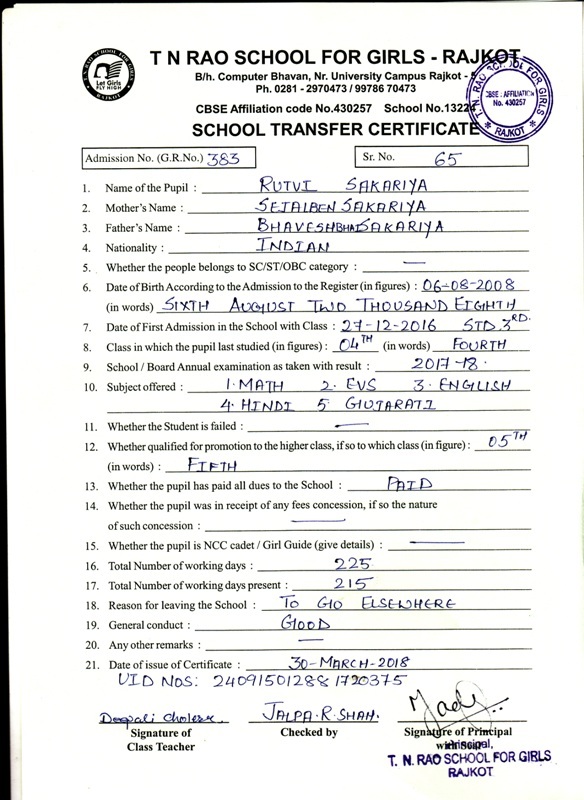 T N RAO SCHOOL FOR GIRLS - RAJKOT
Let Girls
FLY HIGH
B/h. Computer Bhavan, Nr. University Campus Rajkot -
Ph. 0281 - 2970473 / 99786 70473
CBSE Affiliation code No.430257 School No.1322
T. N. RAO SCHOOL FOR GIRLS
CBSE : AFFILIATION
No. 430257
* RAJKOT *
SCHOOL TRANSFER CERTIFICATE
Admission No. (G.R.No.) 383 Sr. No. 65
1. Name of the Pupil : RUTVI SAKARIYA
2. Mother's Name : SEJALBEN SAKARIYA
3. Father's Name : BHAVESHBHAI SAKARIYA
4. Nationality : INDIAN
5. Whether the people belongs to SC/ST/OBC category : —
6. Date of Birth According to the Admission to the Register (in figures) : 06-08-2008
(in words) SIXTH AUGUST TWO THOUSAND EIGHTH
7. Date of First Admission in the School with Class : 27-12-2016 STD. 3RD.
8. Class in which the pupil last studied (in figures) : 04TH (in words) FOURTH
9. School / Board Annual examination as taken with result : 2017-18.
10. Subject offered : 1. MATH 2. EVS 3. ENGLISH
4. HINDI 5 GUJARATI
11. Whether the Student is failed : —
12. Whether qualified for promotion to the higher class, if so to which class (in figure) : 05TH
(in words) : FIFTH
13. Whether the pupil has paid all dues to the School : PAID
14. Whether the pupil was in receipt of any fees concession, if so the nature
of such concession : —
15. Whether the pupil is NCC cadet / Girl Guide (give details) : —
16. Total Number of working days : 225
17. Total Number of working days present : 215
18. Reason for leaving the School : TO GO ELSEWHERE
19. General conduct : GOOD
20. Any other remarks : —
21. Date of issue of Certificate : 30-MARCH-2018
UID NOS: 240915012881720375
Deepali JALPA.R.SHAH.
Signature of Checked by Signature of Principal
Class Teacher with
Principal,
T. N. RAO SCHOOL FOR GIRLS
RAJKOT